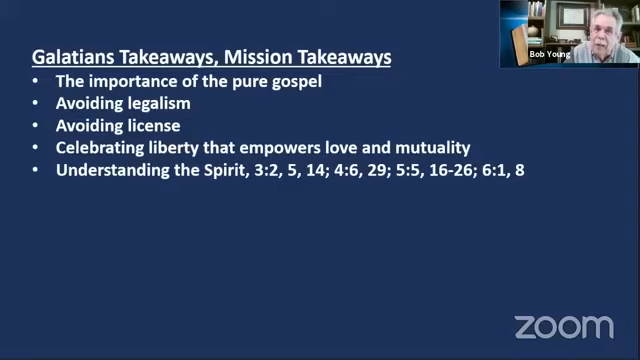 Galatians Takeaways, Mission Takeaways
• The importance of the pure gospel
• Avoiding legalism
• Avoiding license
• Celebrating liberty that empowers love and mutuality
• Understanding the Spirit, 3:2, 5, 14; 4:6, 29; 5:5, 16-26; 6:1, 8
Bob Young
zoom